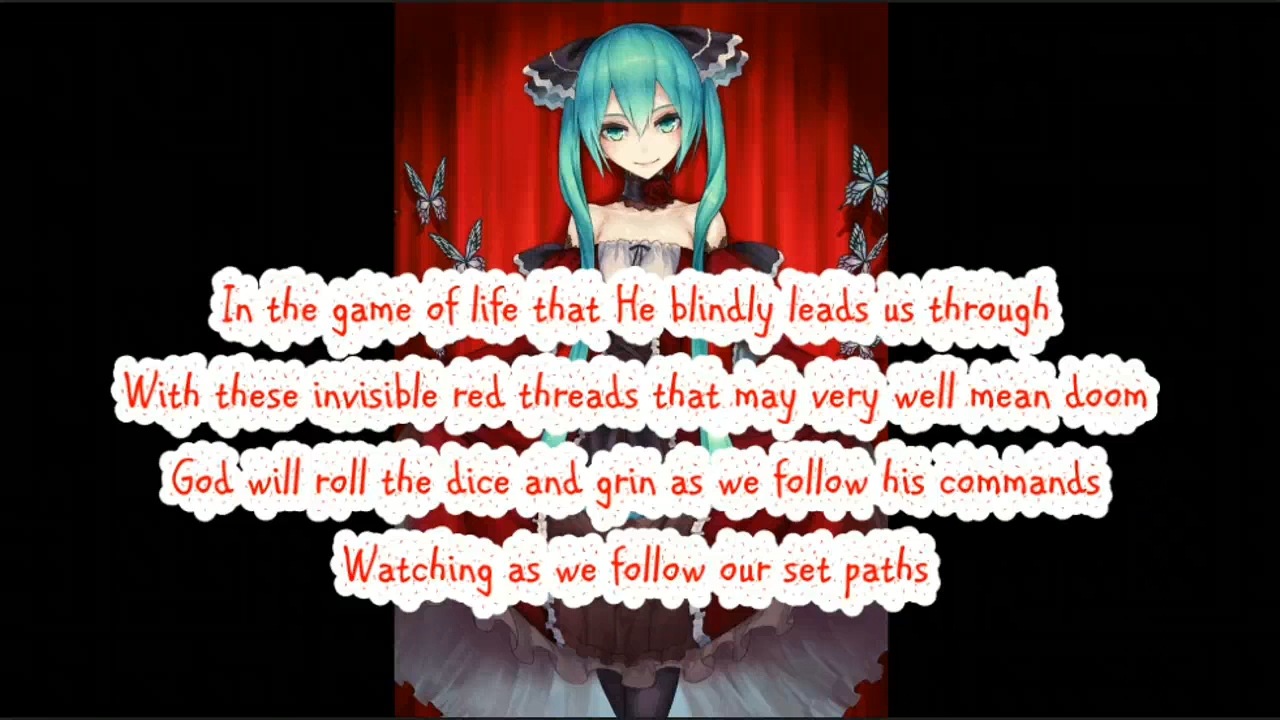 In the game of life that He blindly leads us through
With these invisible red threads that may very well mean doom
God will roll the dice and grin as we follow his commands
Watching as we follow our set paths